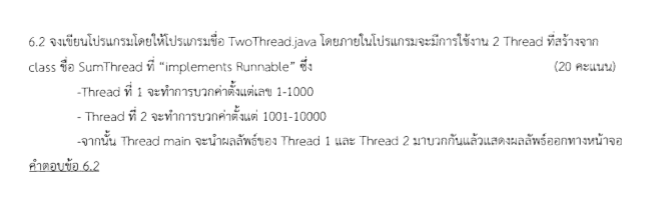 6.2 จงเขียนโปรแกรมโดยให้โปรแกรมชื่อ TwoThread.java โดยภายในโปรแกรมจะมีการใช้งาน 2 Thread ที่สร้างจาก
class ชื่อ SumThread ที่ “implements Runnable” ซึ่ง (20 คะแนน)
-Thread ที่ 1 จะทำการบวกค่าตั้งแต่เลข 1-1000
- Thread ที่ 2 จะทำการบวกค่าตั้งแต่ 1001-10000
-จากนั้น Thread main จะนำผลลัพธ์ของ Thread 1 และ Thread 2 มาบวกกันแล้วแสดงผลลัพธ์ออกทางหน้าจอ
คำตอบข้อ 6.2